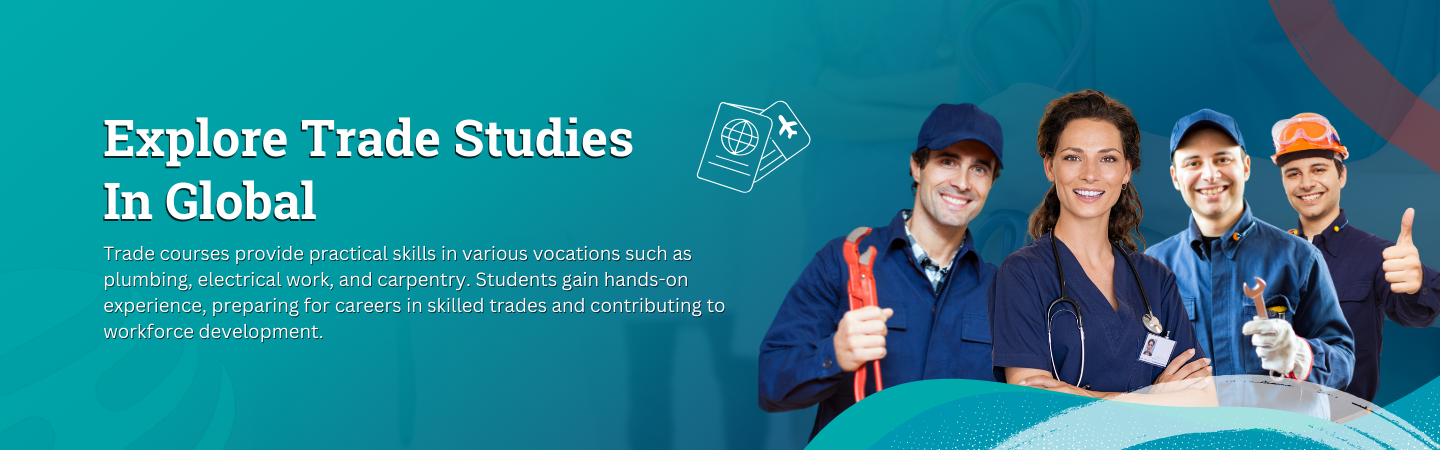 Explore Trade Studies
In Global
Trade courses provide practical skills in various vocations such as
plumbing, electrical work, and carpentry. Students gain hands-on
experience, preparing for careers in skilled trades and contributing to
workforce development.